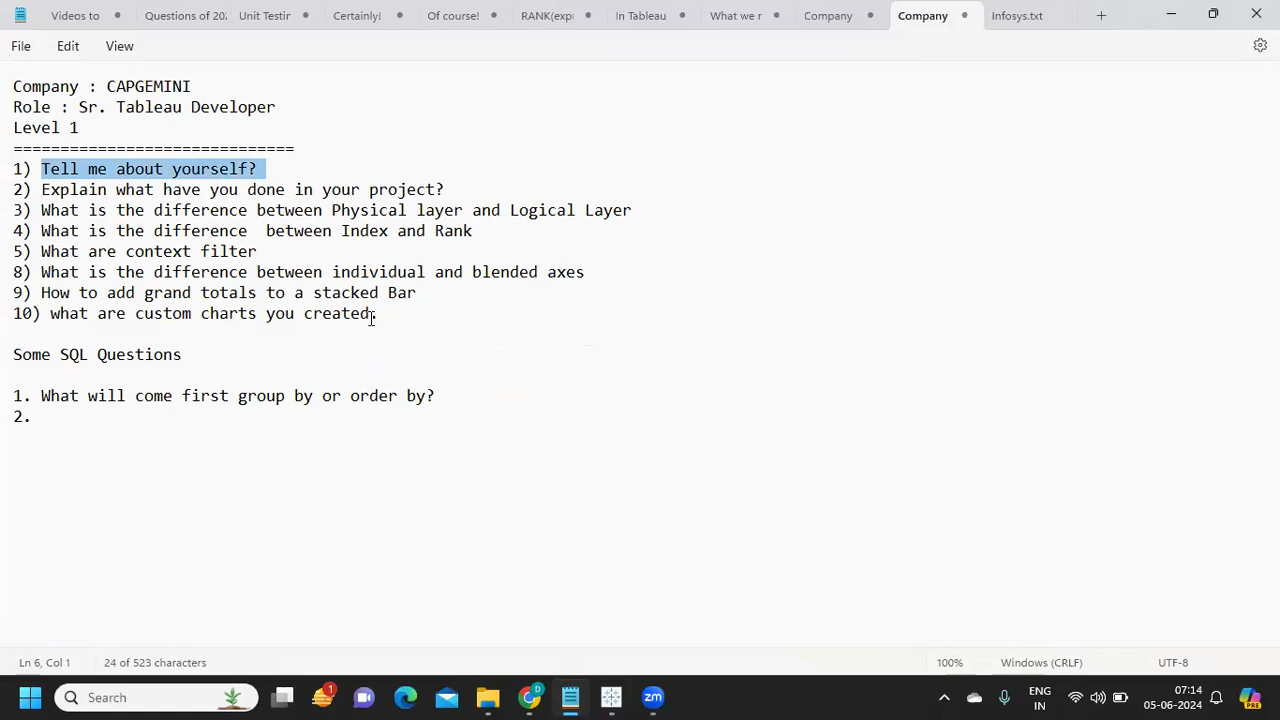 Videos to
Questions of 202
Unit Testin
Certainly!
Of course!
RANK(exp
In Tableau
What we r
Company
Company
Infosys.txt
File Edit View
Company : CAPGEMINI
Role : Sr. Tableau Developer
Level 1
==============================
1) Tell me about yourself?
2) Explain what have you done in your project?
3) What is the difference between Physical layer and Logical Layer
4) What is the difference  between Index and Rank
5) What are context filter
8) What is the difference between individual and blended axes
9) How to add grand totals to a stacked Bar
10) what are custom charts you created.
Some SQL Questions
1. What will come first group by or order by?
2.
Ln 6, Col 1
24 of 523 characters
100%
Windows (CRLF)
UTF-8
Search
1
D
zm
ENG
IN
07:14
05-06-2024
PRE